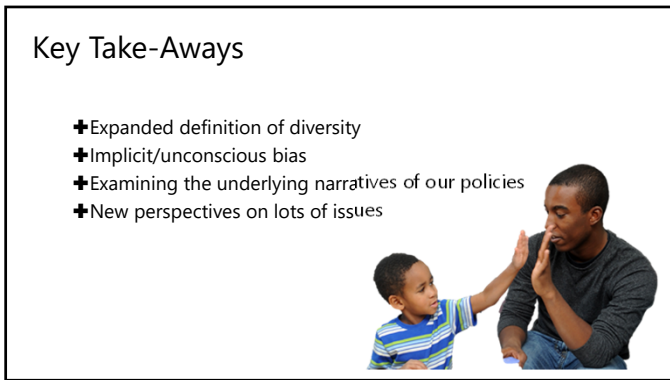 Key Take-Aways
✚Expanded definition of diversity
✚Implicit/unconscious bias
✚Examining the underlying narratives of our policies
✚New perspectives on lots of issues